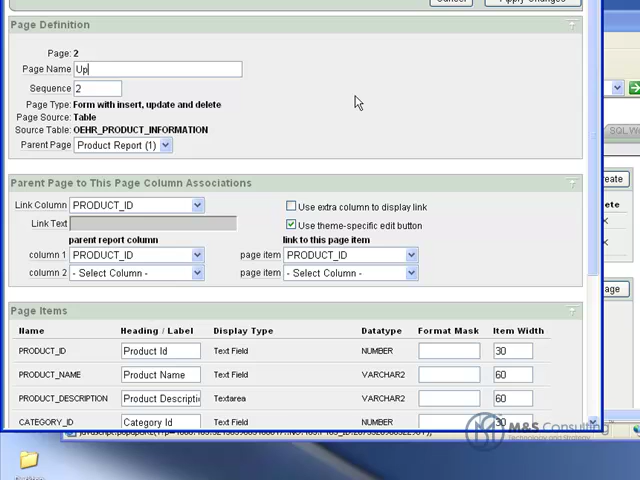 Cancel Apply Changes
Page Definition
Page: 2
Page Name Up
Sequence 2
Page Type: Form with insert, update and delete
Page Source: Table
Source Table: OEHR_PRODUCT_INFORMATION
Parent Page Product Report (1)
SQL Wo
Parent Page to This Page Column Associations
Link Column PRODUCT_ID Use extra column to display link
Link Text Use theme-specific edit button
parent report column link to this page item
column 1 PRODUCT_ID page item PRODUCT_ID
column 2 - Select Column - page item - Select Column -
Page Items
Name Heading / Label Display Type Datatype Format Mask Item Width
PRODUCT_ID Product Id Text Field NUMBER 30
PRODUCT_NAME Product Name Text Field VARCHAR2 60
PRODUCT_DESCRIPTION Product Descripti Textarea VARCHAR2 60
CATEGORY_ID Category Id Text Field NUMBER 30
M&S Consulting
Technology and Strategy